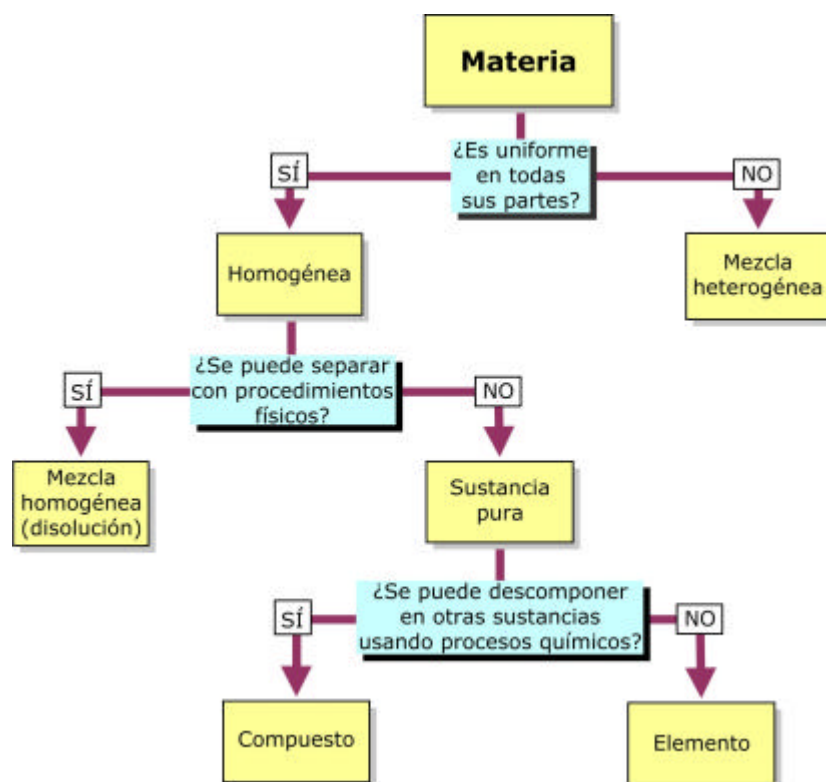 Materia
¿Es uniforme
en todas
sus partes?
SÍ
NO
Homogénea
Mezcla
heterogénea
¿Se puede separar
con procedimientos
físicos?
SÍ
NO
Mezcla
homogénea
(disolución)
Sustancia
pura
¿Se puede descomponer
en otras sustancias
usando procesos químicos?
SÍ
NO
Compuesto
Elemento